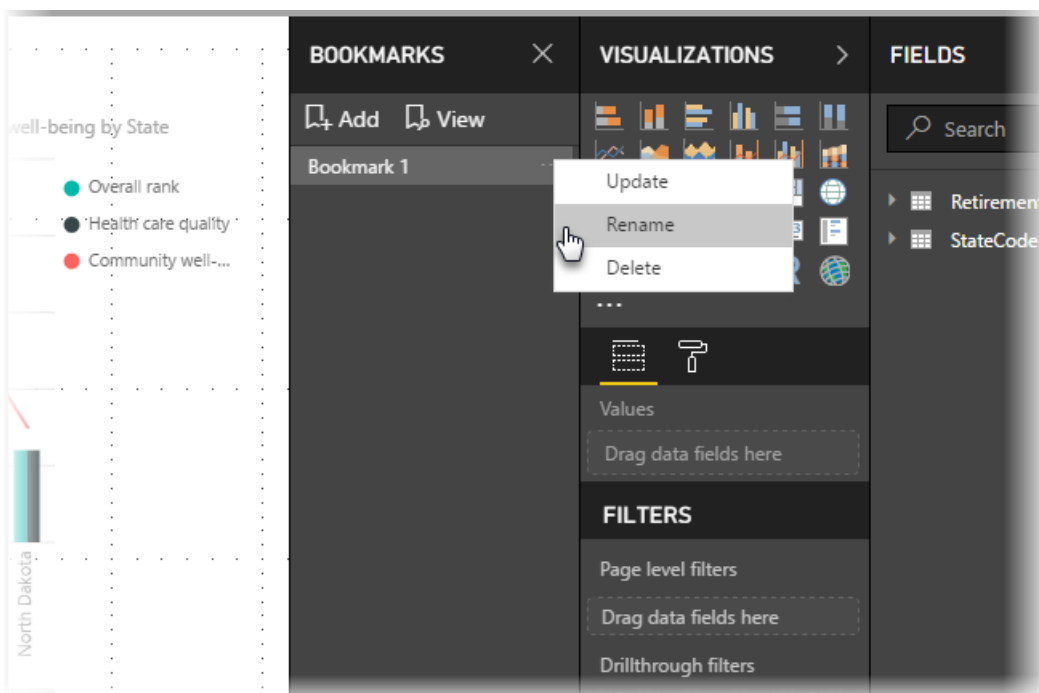 well-being by State
Overall rank
Health care quality
Community well-...
North Dakota
BOOKMARKS
Add
View
Bookmark 1
...
Update
Rename
Delete
VISUALIZATIONS
...
Values
Drag data fields here
FILTERS
Page level filters
Drag data fields here
Drillthrough filters
FIELDS
Search
Retirement
StateCode